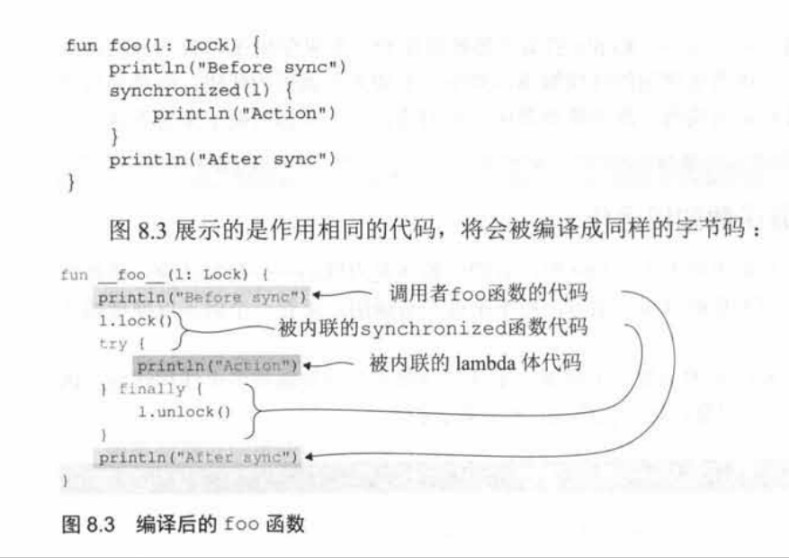 fun foo(l: Lock) {
    println("Before sync")
    synchronized(l) {
        println("Action")
    }
    println("After sync")
}
图 8.3 展示的是作用相同的代码，将会被编译成同样的字节码：
fun __foo__(l: Lock) {
    println("Before sync") 调用者foo函数的代码
    l.lock() 被内联的synchronized函数代码
    try {
        println("Action") 被内联的 lambda 体代码
    } finally {
        l.unlock()
    }
    println("After sync")
}
图 8.3 编译后的 foo 函数